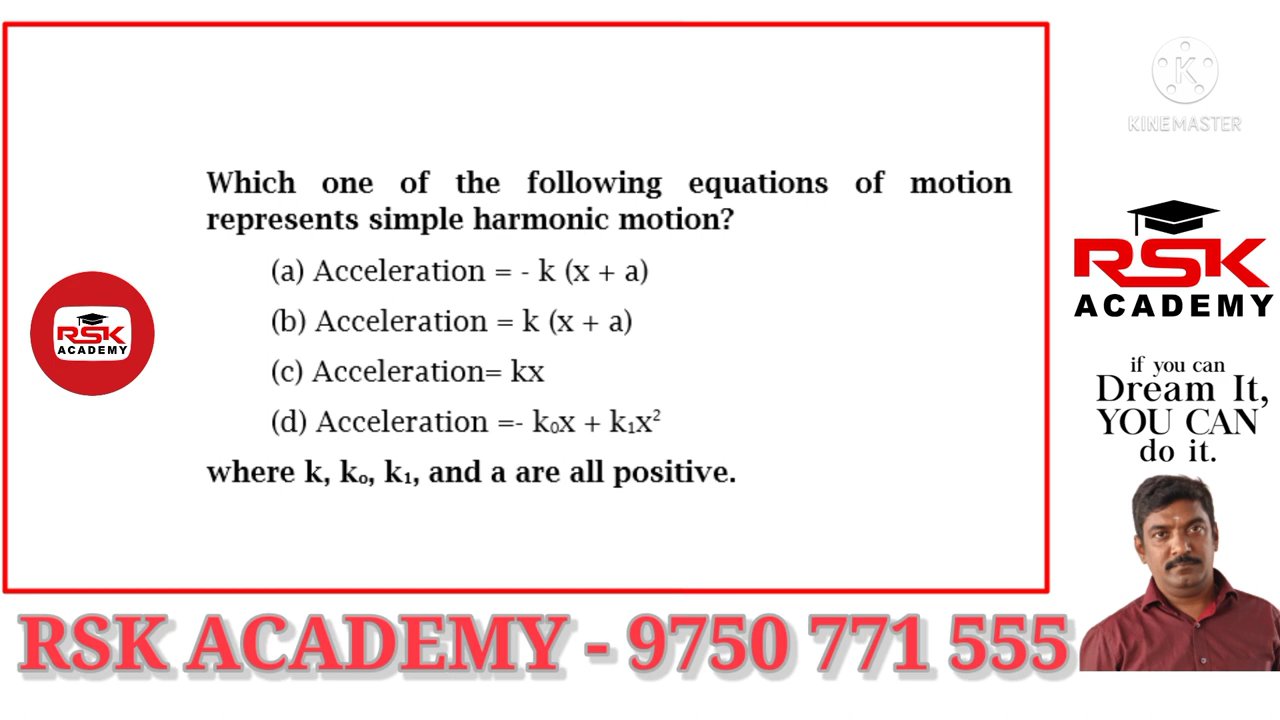 KINEMASTER
Which one of the following equations of motion
represents simple harmonic motion?
(a) Acceleration = - k (x + a)
(b) Acceleration = k (x + a)
(c) Acceleration= kx
(d) Acceleration =- k₀x + k₁x²
where k, k₀, k₁, and a are all positive.
RSK
ACADEMY
RSK
ACADEMY
if you can
Dream It,
YOU CAN
do it.
RSK ACADEMY - 9750 771 555